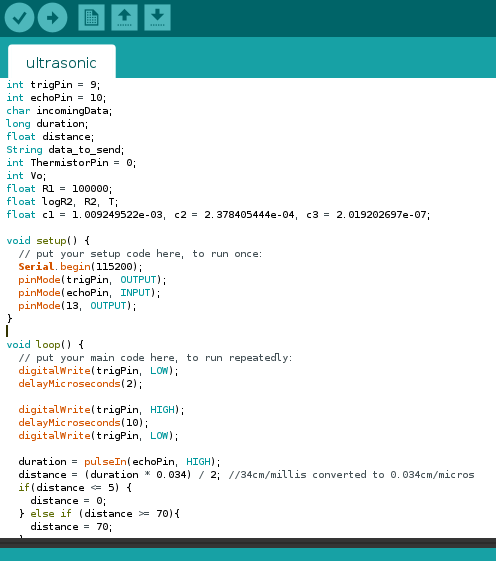 ultrasonic
int trigPin = 9;
int echoPin = 10;
char incomingData;
long duration;
float distance;
String data_to_send;
int ThermistorPin = 0;
int Vo;
float R1 = 100000;
float logR2, R2, T;
float c1 = 1.009249522e-03, c2 = 2.378405444e-04, c3 = 2.019202697e-07;
void setup() {
// put your setup code here, to run once:
Serial.begin(115200);
pinMode(trigPin, OUTPUT);
pinMode(echoPin, INPUT);
pinMode(13, OUTPUT);
}
void loop() {
// put your main code here, to run repeatedly:
digitalWrite(trigPin, LOW);
delayMicroseconds(2);
digitalWrite(trigPin, HIGH);
delayMicroseconds(10);
digitalWrite(trigPin, LOW);
duration = pulseIn(echoPin, HIGH);
distance = (duration * 0.034) / 2; //34cm/millis converted to 0.034cm/micros
if(distance <= 5) {
distance = 0;
} else if (distance >= 70){
distance = 70;